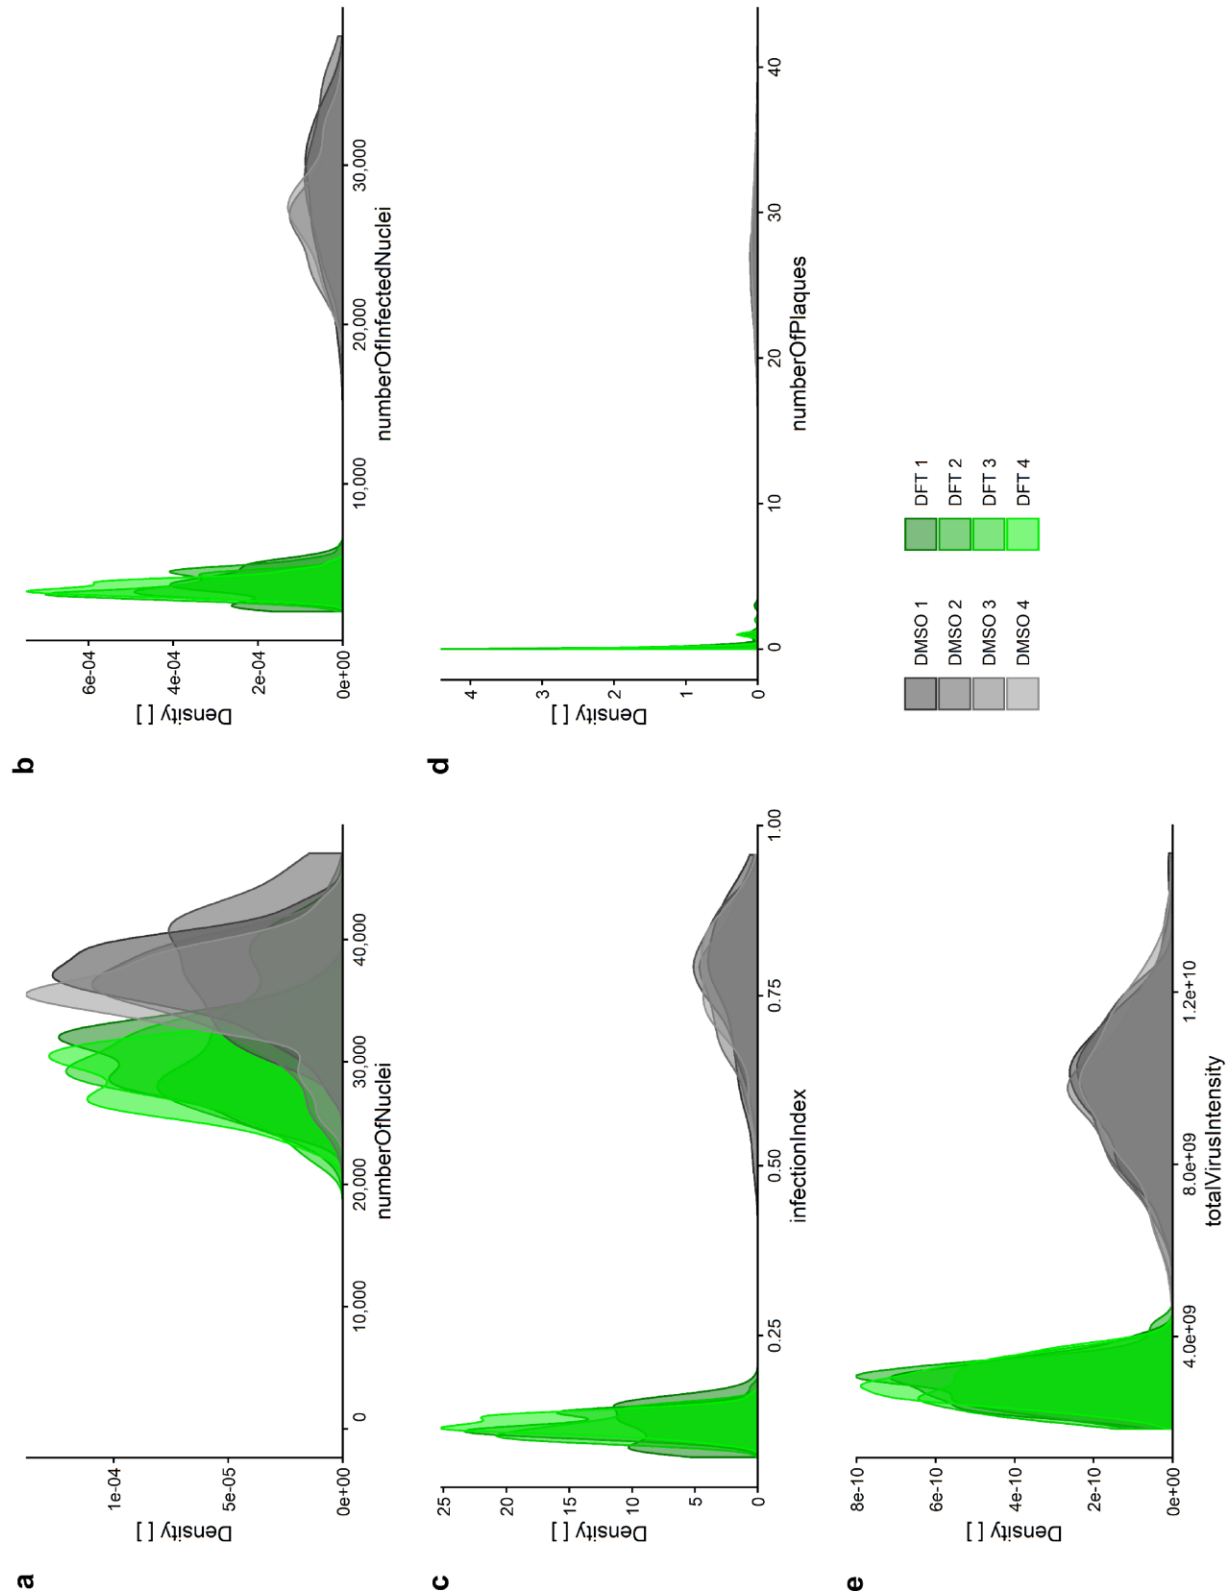 a
Density [ ]
1e-04
5e-05
0e+00
0
10,000
20,000
30,000
40,000
numberOfNuclei
b
Density [ ]
6e-04
4e-04
2e-04
0e+00
10,000
20,000
30,000
numberOfInfectedNuclei
c
Density [ ]
25
20
15
10
5
0
0.25
0.50
0.75
1.00
infectionIndex
d
Density [ ]
4
3
2
1
0
0
10
20
30
40
numberOfPlaques
e
Density [ ]
8e-10
6e-10
4e-10
2e-10
0e+00
4.0e+09
8.0e+09
1.2e+10
totalVirusIntensity
DMSO 1
DMSO 2
DMSO 3
DMSO 4
DFT 1
DFT 2
DFT 3
DFT 4